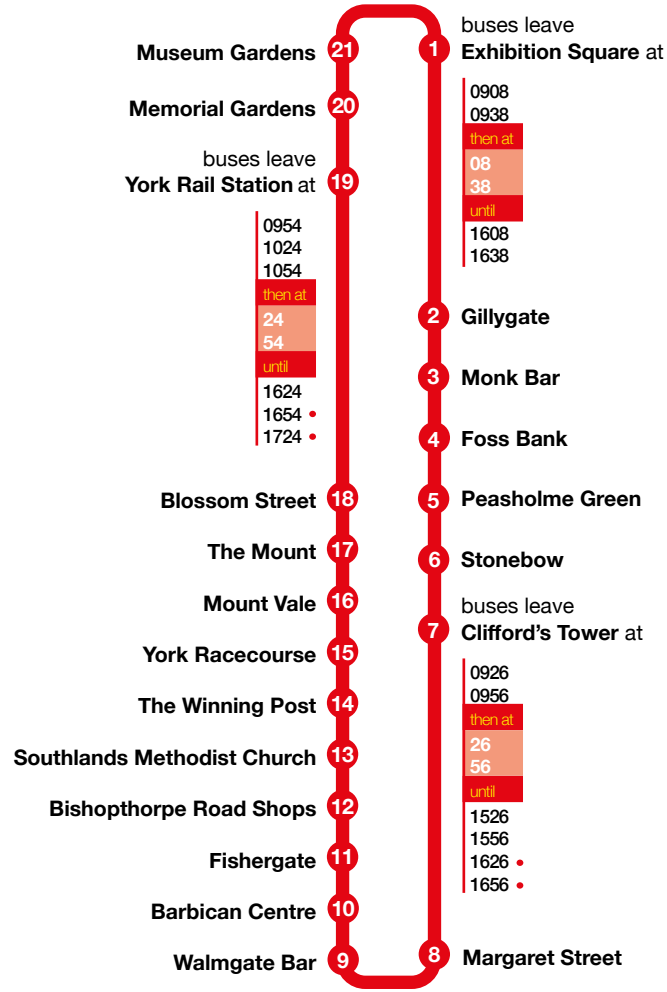 buses leave
1 Exhibition Square at
0908
0938
then at
08
38
until
1608
1638
2 Gillygate
3 Monk Bar
4 Foss Bank
5 Peasholme Green
6 Stonebow
buses leave
7 Clifford's Tower at
0926
0956
then at
26
56
until
1526
1556
1626 •
1656 •
8 Margaret Street
Museum Gardens 21
Memorial Gardens 20
buses leave
York Rail Station at 19
0954
1024
1054
then at
24
54
until
1624
1654 •
1724 •
Blossom Street 18
The Mount 17
Mount Vale 16
York Racecourse 15
The Winning Post 14
Southlands Methodist Church 13
Bishopthorpe Road Shops 12
Fishergate 11
Barbican Centre 10
Walmgate Bar 9